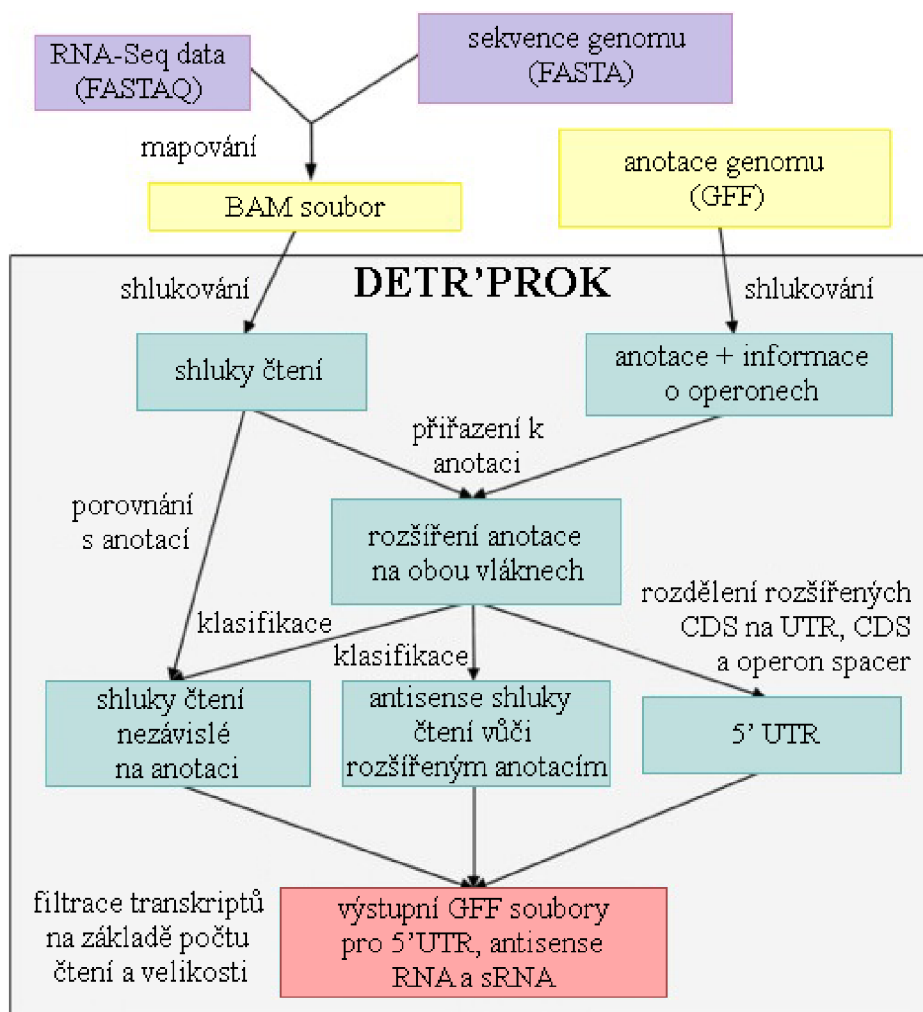 RNA-Seq data
(FASTAQ)
sekvence genomu
(FASTA)
mapování
anotace genomu
(GFF)
BAM soubor
DETR'PROK
shlukování
shlukování
shluky čtení
anotace + informace
o operonech
přiřazení k
anotaci
porovnání
s anotací
rozšíření anotace
na obou vláknech
klasifikace
klasifikace
rozdělení rozšířených
CDS na UTR, CDS
a operon spacer
shluky čtení
nezávislé
na anotaci
antisense shluky
čtení vůči
rozšířeným anotacím
5' UTR
filtrace transkriptů
na základě počtu
čtení a velikosti
výstupní GFF soubory
pro 5'UTR, antisense
RNA a sRNA